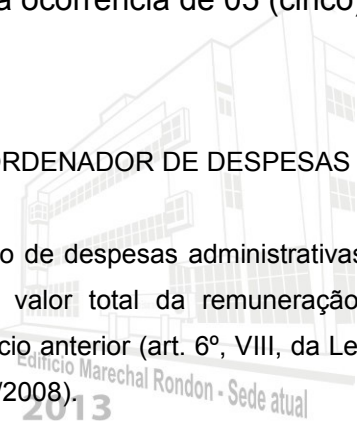 a ocorrência de 05 (cinco)
ORDENADOR DE DESPESAS
o de despesas administrativas
valor total da remuneração
cio anterior (art. 6º, VIII, da Le
/2008).
Edifício Marechal Rondon - Sede atual
2013